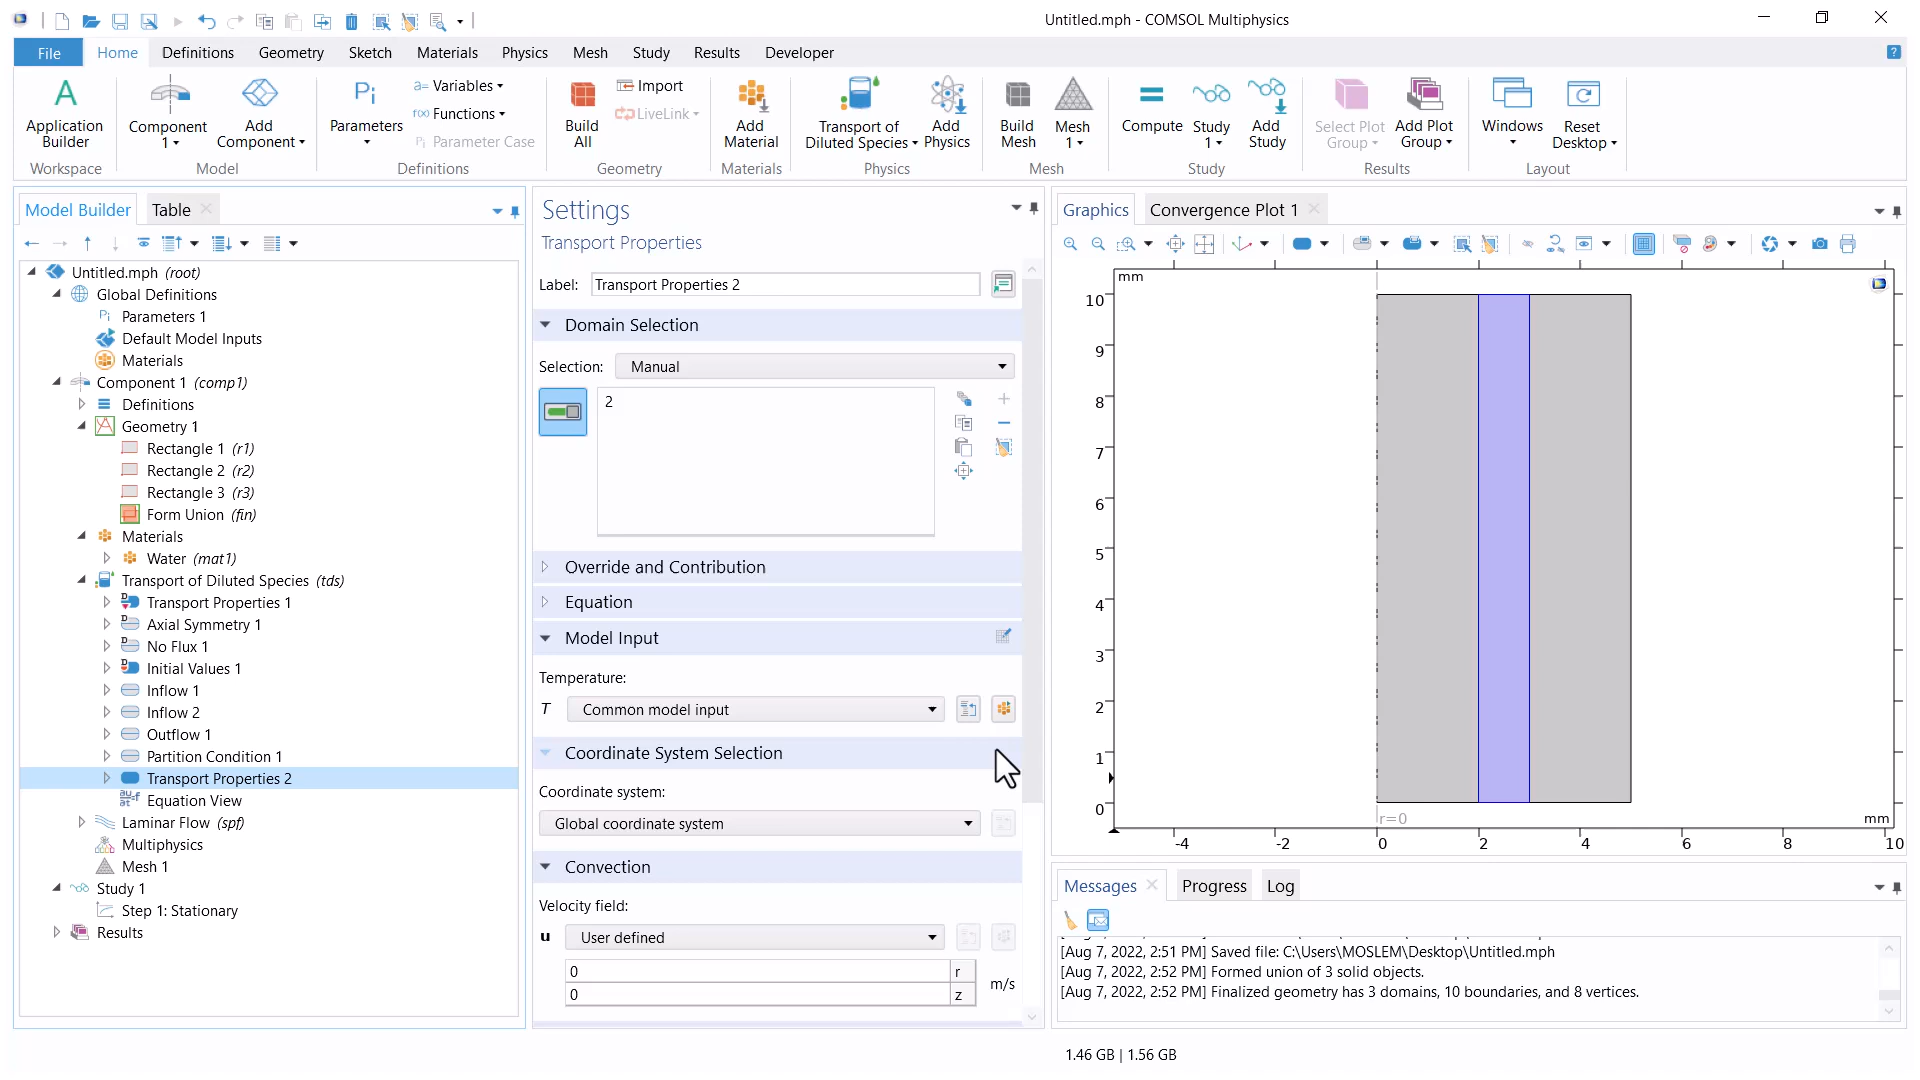 Untitled.mph - COMSOL Multiphysics
File Home Definitions Geometry Sketch Materials Physics Mesh Study Results Developer
A
Application Builder
Workspace
Component 1
Add Component
Model
Pi
Parameters
a= Variables
f(x) Functions
Pi Parameter Case
Definitions
Build All
Import
LiveLink
Geometry
Add Material
Materials
Transport of Diluted Species
Add Physics
Physics
Build Mesh
Mesh 1
Mesh
Compute
Study 1
Add Study
Study
Select Plot Group
Add Plot Group
Results
Windows
Reset Desktop
Layout
Model Builder Table
Untitled.mph (root)
Global Definitions
Pi Parameters 1
Default Model Inputs
Materials
Component 1 (comp1)
Definitions
Geometry 1
Rectangle 1 (r1)
Rectangle 2 (r2)
Rectangle 3 (r3)
Form Union (fin)
Materials
Water (mat1)
Transport of Diluted Species (tds)
D Transport Properties 1
D Axial Symmetry 1
D No Flux 1
D Initial Values 1
Inflow 1
Inflow 2
Outflow 1
Partition Condition 1
Transport Properties 2
Equation View
Laminar Flow (spf)
Multiphysics
Mesh 1
Study 1
Step 1: Stationary
Results
Settings
Transport Properties
Label: Transport Properties 2
Domain Selection
Selection: Manual
2
Override and Contribution
Equation
Model Input
Temperature:
T Common model input
Coordinate System Selection
Coordinate system:
Global coordinate system
Convection
Velocity field:
u User defined
0 r
0 z
m/s
Graphics Convergence Plot 1
mm
10
9
8
7
6
5
4
3
2
1
0
r=0
mm
-4 -2 0 2 4 6 8 10
Messages Progress Log
[Aug 7, 2022, 2:51 PM] Saved file: C:\Users\MOSLEM\Desktop\Untitled.mph
[Aug 7, 2022, 2:52 PM] Formed union of 3 solid objects.
[Aug 7, 2022, 2:52 PM] Finalized geometry has 3 domains, 10 boundaries, and 8 vertices.
1.46 GB | 1.56 GB